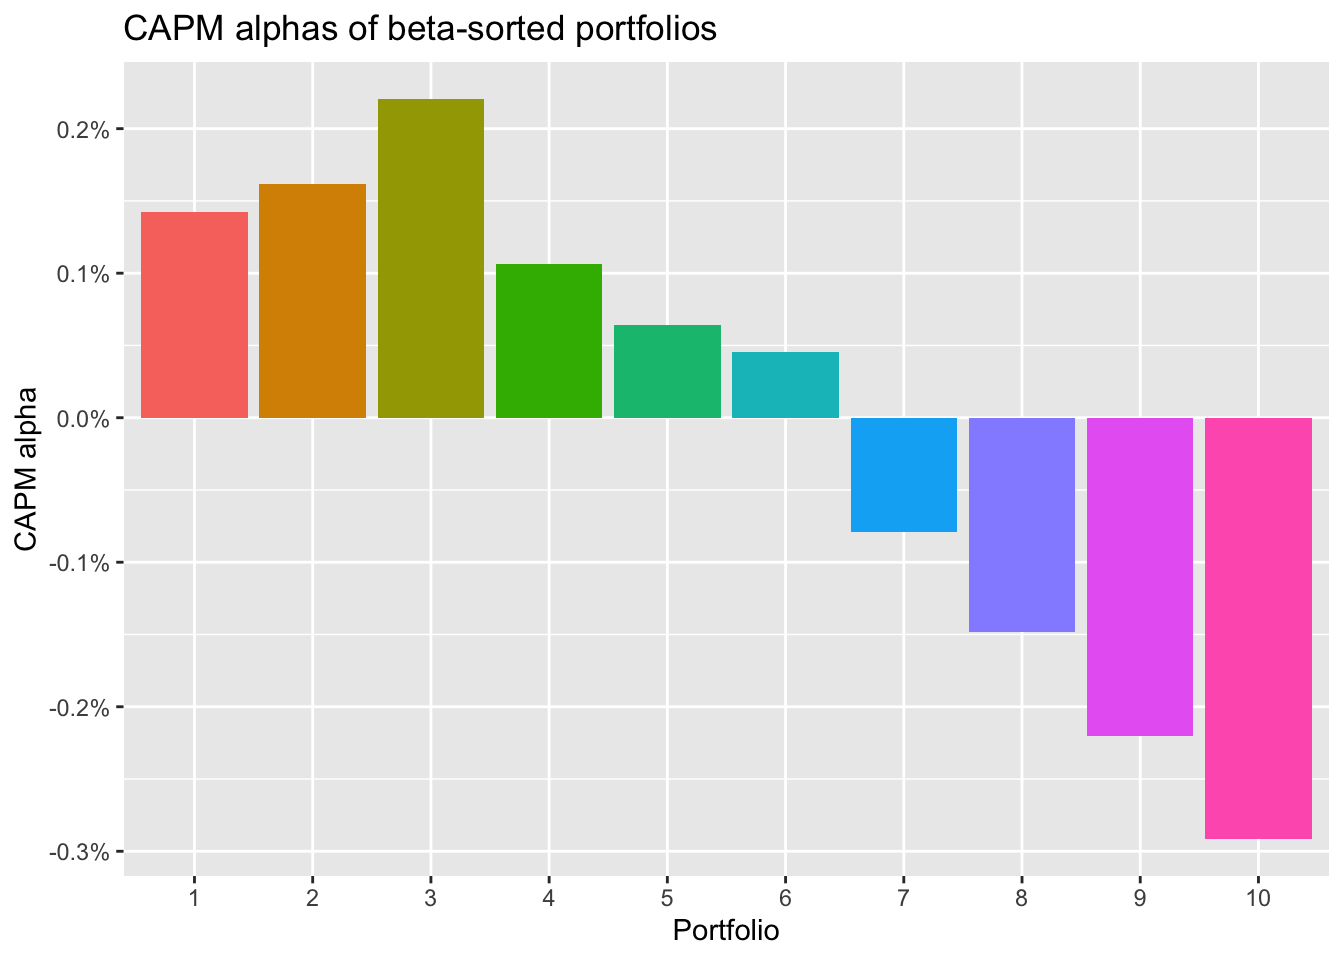 CAPM alphas of beta-sorted portfolios
0.2%
0.1%
0.0%
-0.1%
-0.2%
-0.3%
CAPM alpha
1 2 3 4 5 6 7 8 9 10
Portfolio